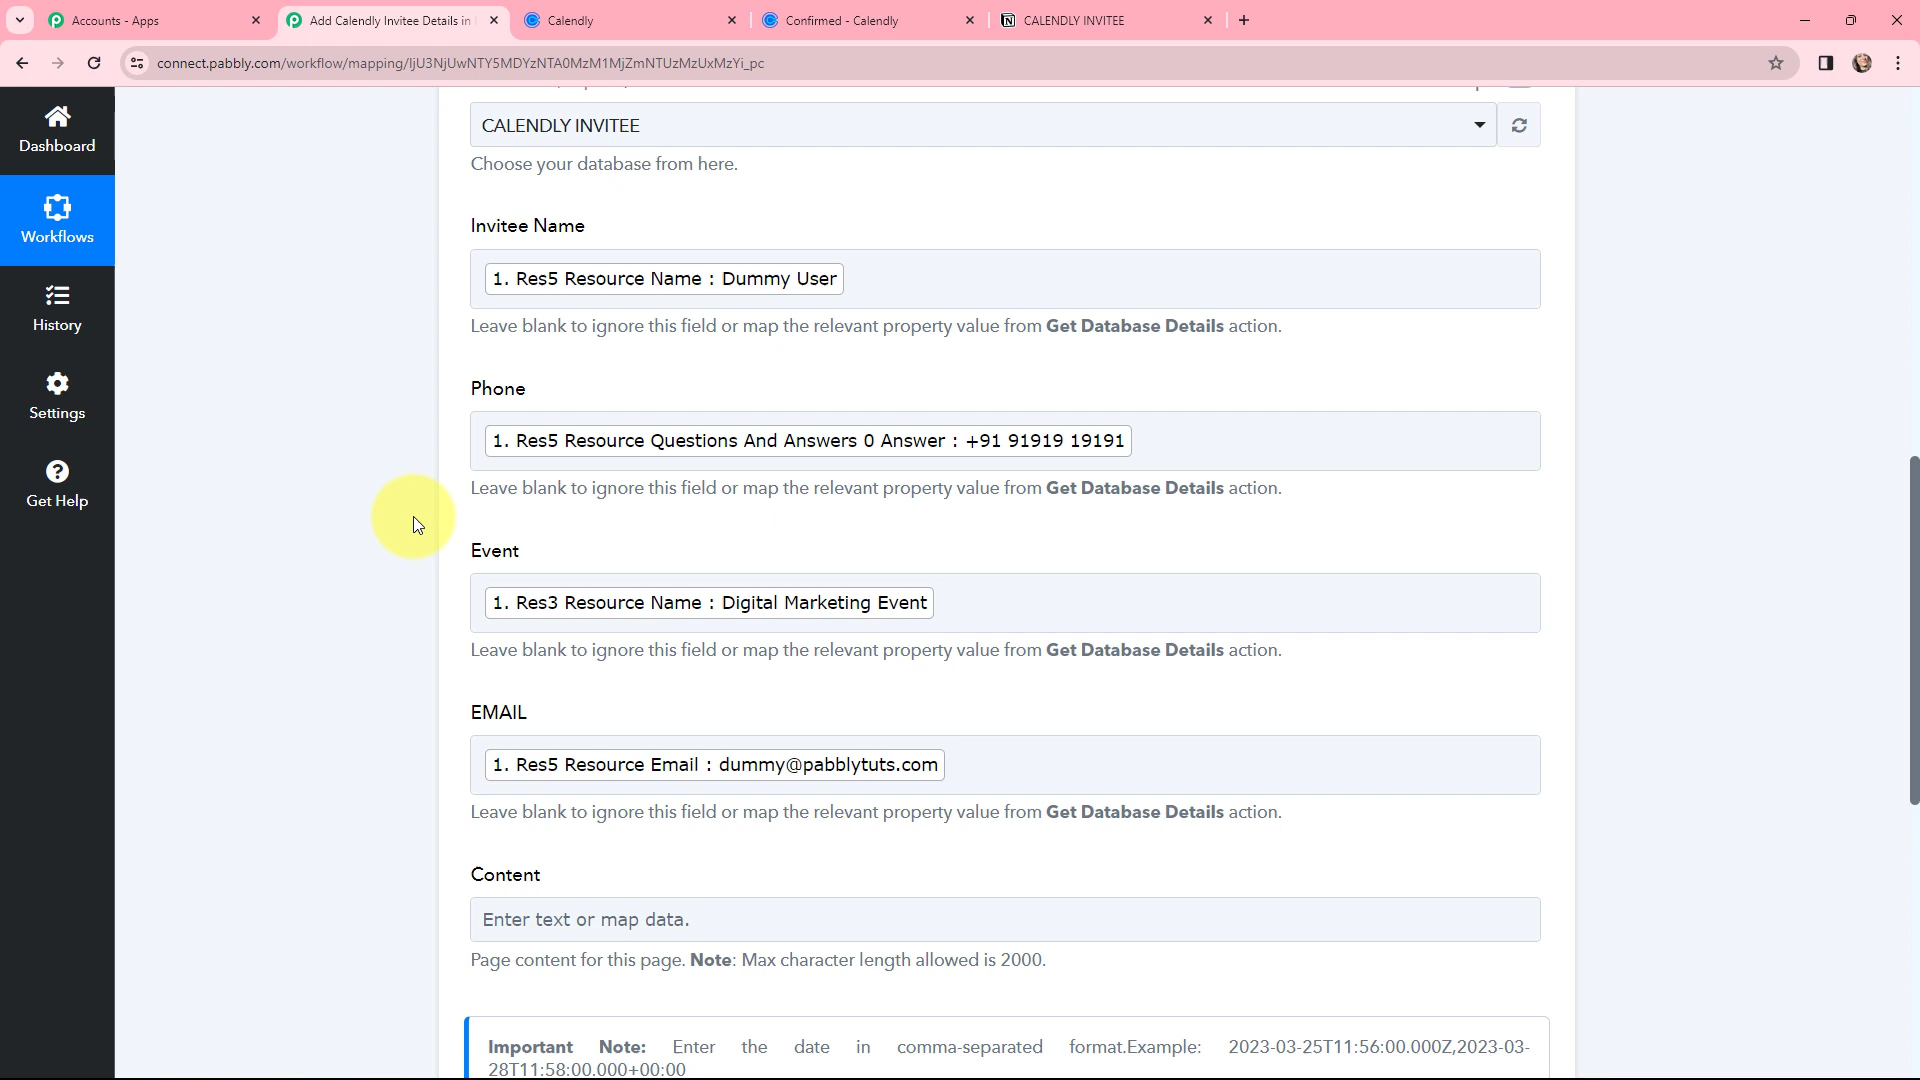 Accounts - Apps
Add Calendly Invitee Details in
Calendly
Confirmed - Calendly
CALENDLY INVITEE
connect.pabbly.com/workflow/mapping/IjU3NjUwNTY5MDYzNTA0MzM1MjZmNTUzMzUxMzYi_pc
Dashboard
Workflows
History
Settings
Get Help
CALENDLY INVITEE
Choose your database from here.
Invitee Name
1. Res5 Resource Name : Dummy User
Leave blank to ignore this field or map the relevant property value from Get Database Details action.
Phone
1. Res5 Resource Questions And Answers 0 Answer : +91 91919 19191
Leave blank to ignore this field or map the relevant property value from Get Database Details action.
Event
1. Res3 Resource Name : Digital Marketing Event
Leave blank to ignore this field or map the relevant property value from Get Database Details action.
EMAIL
1. Res5 Resource Email : dummy@pabblytuts.com
Leave blank to ignore this field or map the relevant property value from Get Database Details action.
Content
Enter text or map data.
Page content for this page. Note: Max character length allowed is 2000.
Important Note: Enter the date in comma-separated format.Example: 2023-03-25T11:56:00.000Z,2023-03-
28T11:58:00.000+00:00